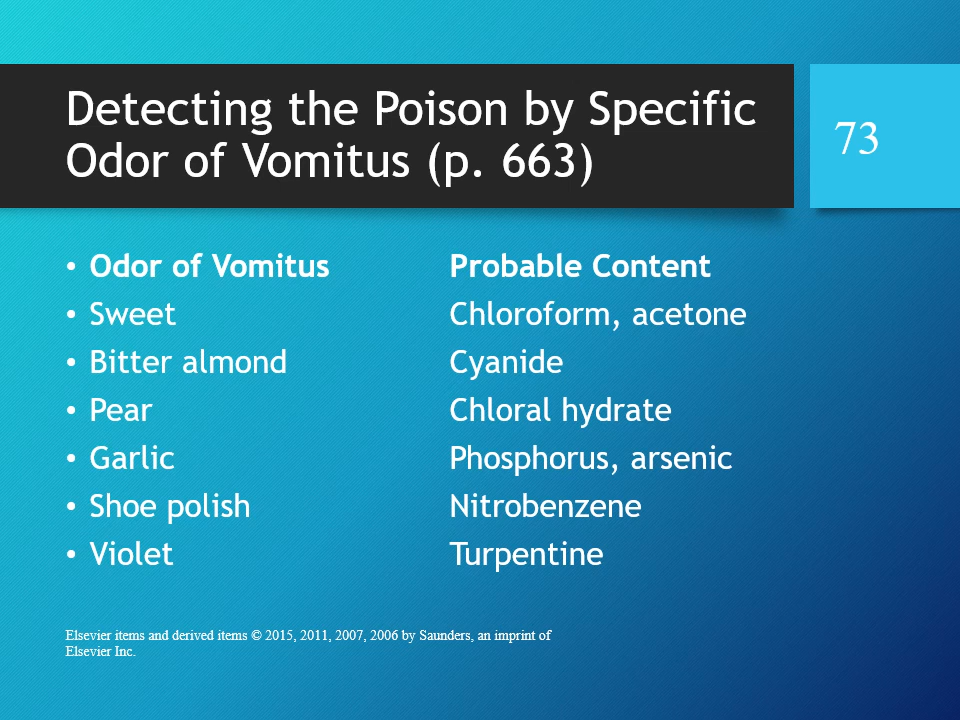 Detecting the Poison by Specific
Odor of Vomitus (p. 663)
73
• Odor of Vomitus Probable Content
• Sweet Chloroform, acetone
• Bitter almond Cyanide
• Pear Chloral hydrate
• Garlic Phosphorus, arsenic
• Shoe polish Nitrobenzene
• Violet Turpentine
Elsevier items and derived items © 2015, 2011, 2007, 2006 by Saunders, an imprint of
Elsevier Inc.